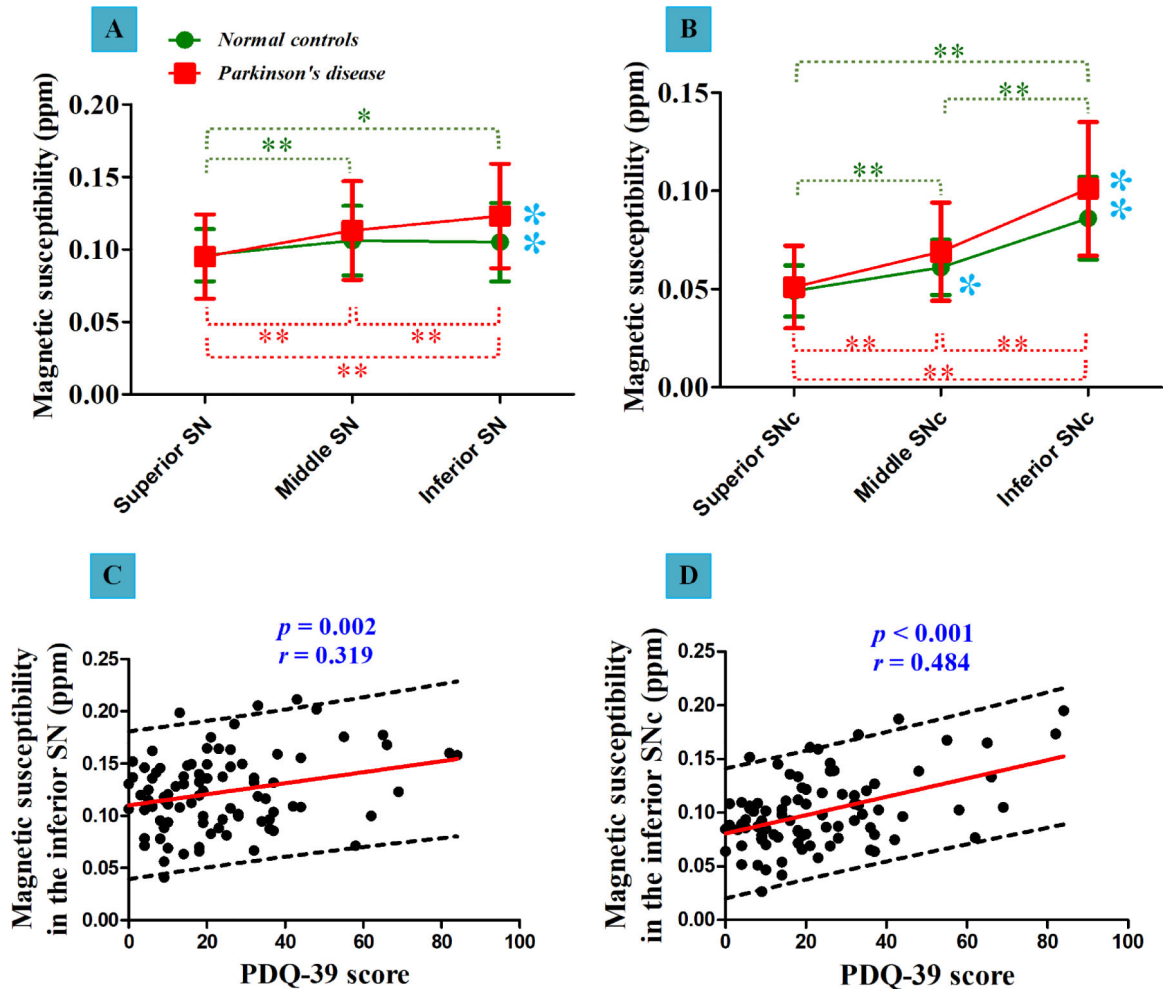 A
Normal controls
Parkinson's disease
Magnetic susceptibility (ppm)
0.20
0.15
0.10
0.05
0.00
*
**
**
**
**
*
*
Superior SN
Middle SN
Inferior SN
B
Magnetic susceptibility (ppm)
0.15
0.10
0.05
0.00
**
**
**
*
*
*
**
**
**
Superior SNc
Middle SNc
Inferior SNc
C
p = 0.002
r = 0.319
Magnetic susceptibility
in the inferior SN (ppm)
0.25
0.20
0.15
0.10
0.05
0.00
0
20
40
60
80
100
PDQ-39 score
D
p < 0.001
r = 0.484
Magnetic susceptibility
in the inferior SNc (ppm)
0.25
0.20
0.15
0.10
0.05
0.00
0
20
40
60
80
100
PDQ-39 score